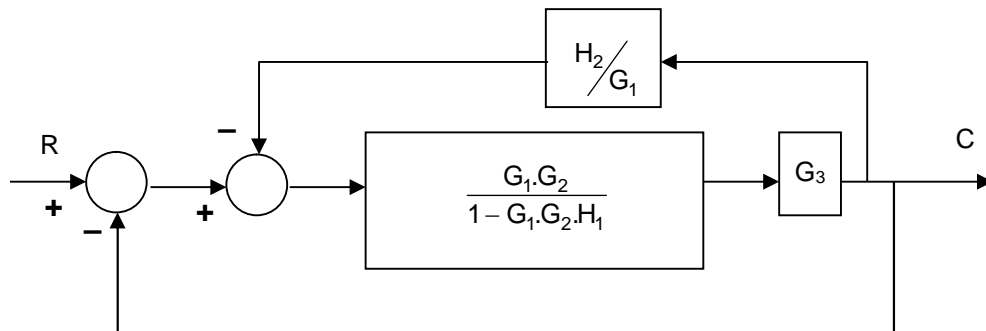 H₂/G₁
−
R
C
G₁.G₂
G₃
1 − G₁.G₂.H₁
+
−
+